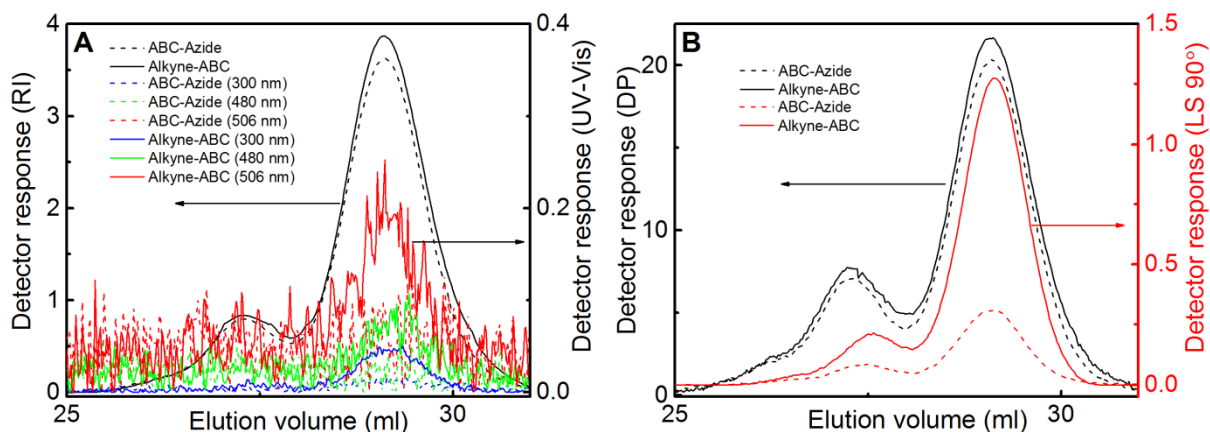 A
ABC-Azide
Alkyne-ABC
ABC-Azide (300 nm)
ABC-Azide (480 nm)
ABC-Azide (506 nm)
Alkyne-ABC (300 nm)
Alkyne-ABC (480 nm)
Alkyne-ABC (506 nm)
Detector response (RI)
4
3
2
1
0
Detector response (UV-Vis)
0.4
0.2
0.0
25
30
Elution volume (ml)
B
ABC-Azide
Alkyne-ABC
ABC-Azide
Alkyne-ABC
Detector response (DP)
20
10
0
Detector response (LS 90°)
1.5
1.0
0.5
0.0
25
30
Elution volume (ml)